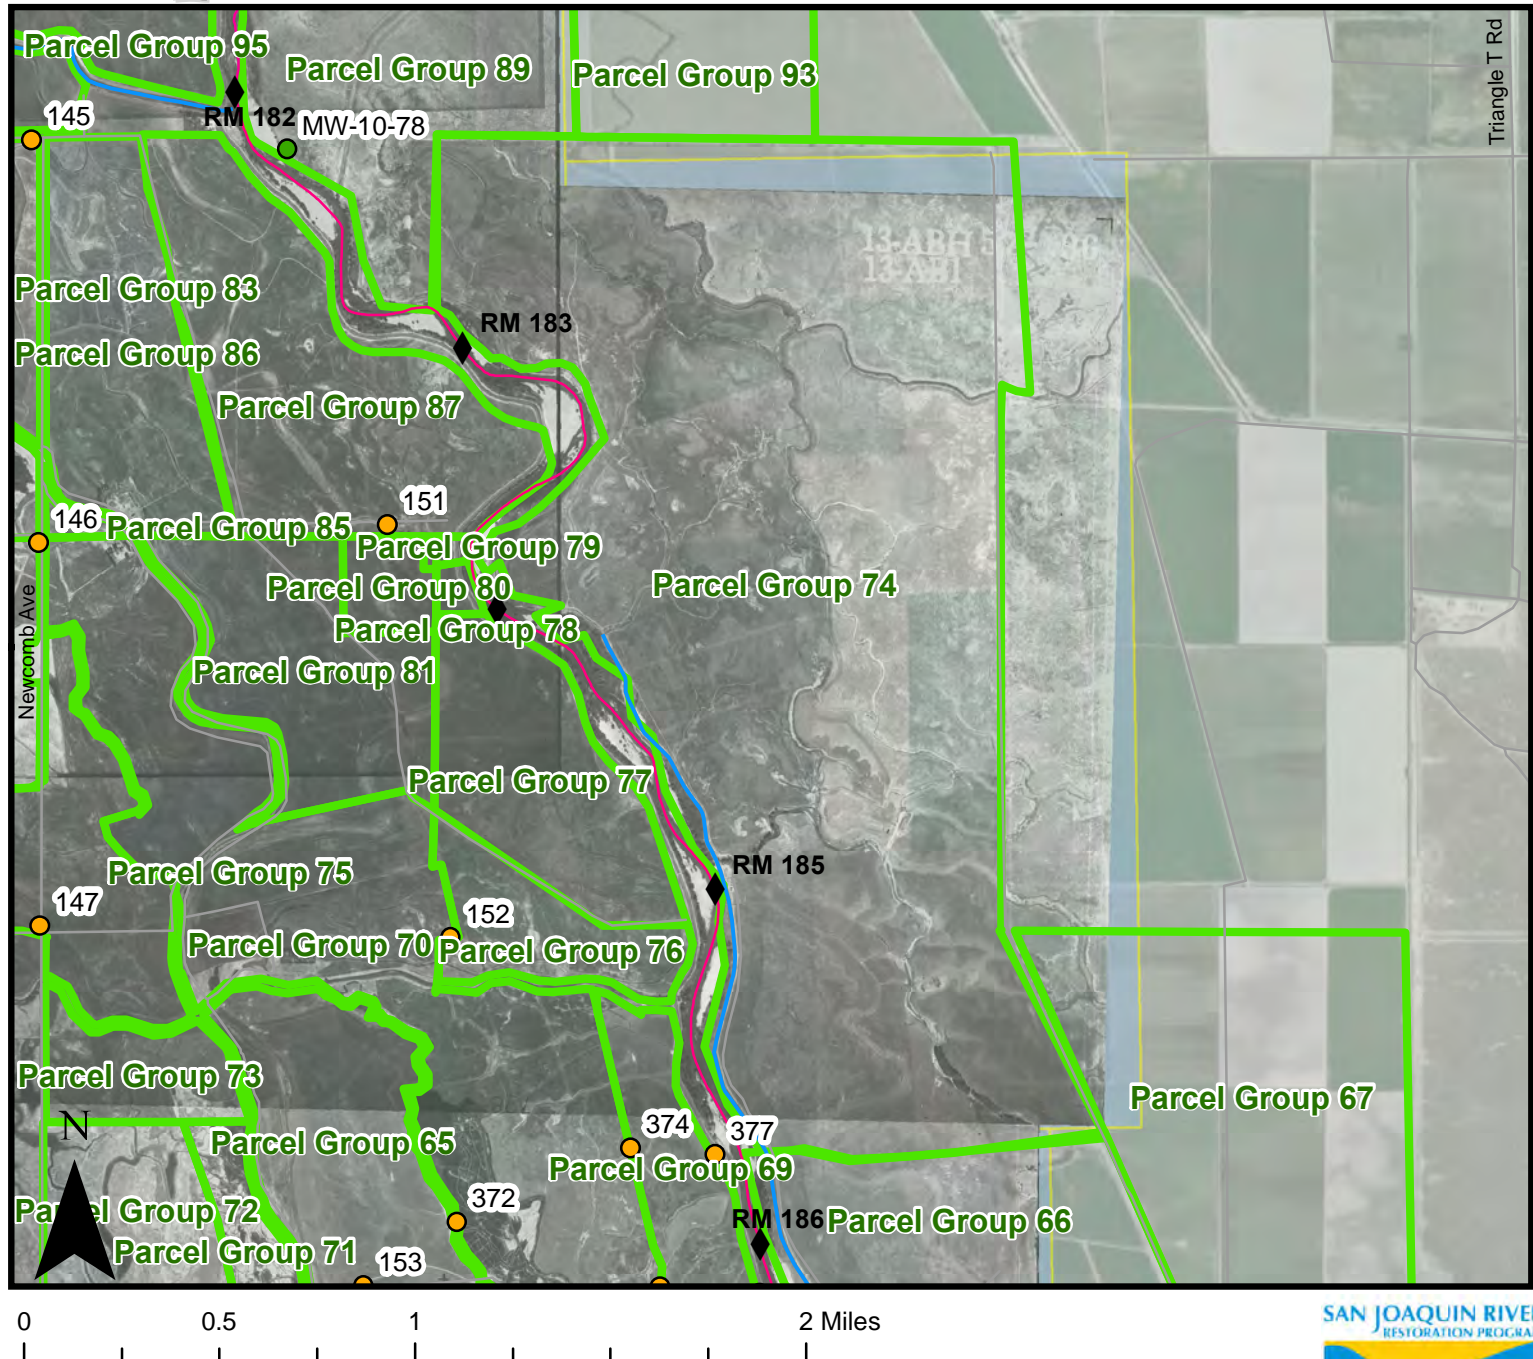 Parcel Group 95
Parcel Group 89
Parcel Group 93
Triangle T Rd
145
RM 182
MW-10-78
Parcel Group 83
RM 183
Parcel Group 86
Parcel Group 87
151
146
Parcel Group 85
Parcel Group 79
Parcel Group 80
Parcel Group 74
Newcomb Ave
Parcel Group 78
Parcel Group 81
Parcel Group 77
RM 185
Parcel Group 75
147
152
Parcel Group 70
Parcel Group 76
Parcel Group 73
Parcel Group 67
N
374
377
Parcel Group 65
Parcel Group 69
372
Parcel Group 72
RM 186
Parcel Group 66
Parcel Group 71
153
0
0.5
1
2 Miles
SAN JOAQUIN RIVE
RESTORATION PROGRA